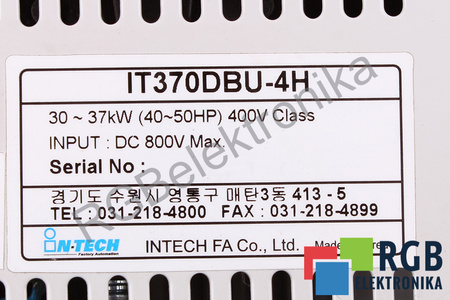 IT370DBU-4H
30 ~ 37kW (40~50HP) 400V Class
INPUT : DC 800V Max.
Serial No :
경기도 수원시 영통구 매탄3동 413 - 5
TEL : 031-218-4800 FAX : 031-218-4899
iN-TECH INTECH FA Co., Ltd. Made
Factory Automation
RGBelektronika
RGB
ELEKTRONIKA